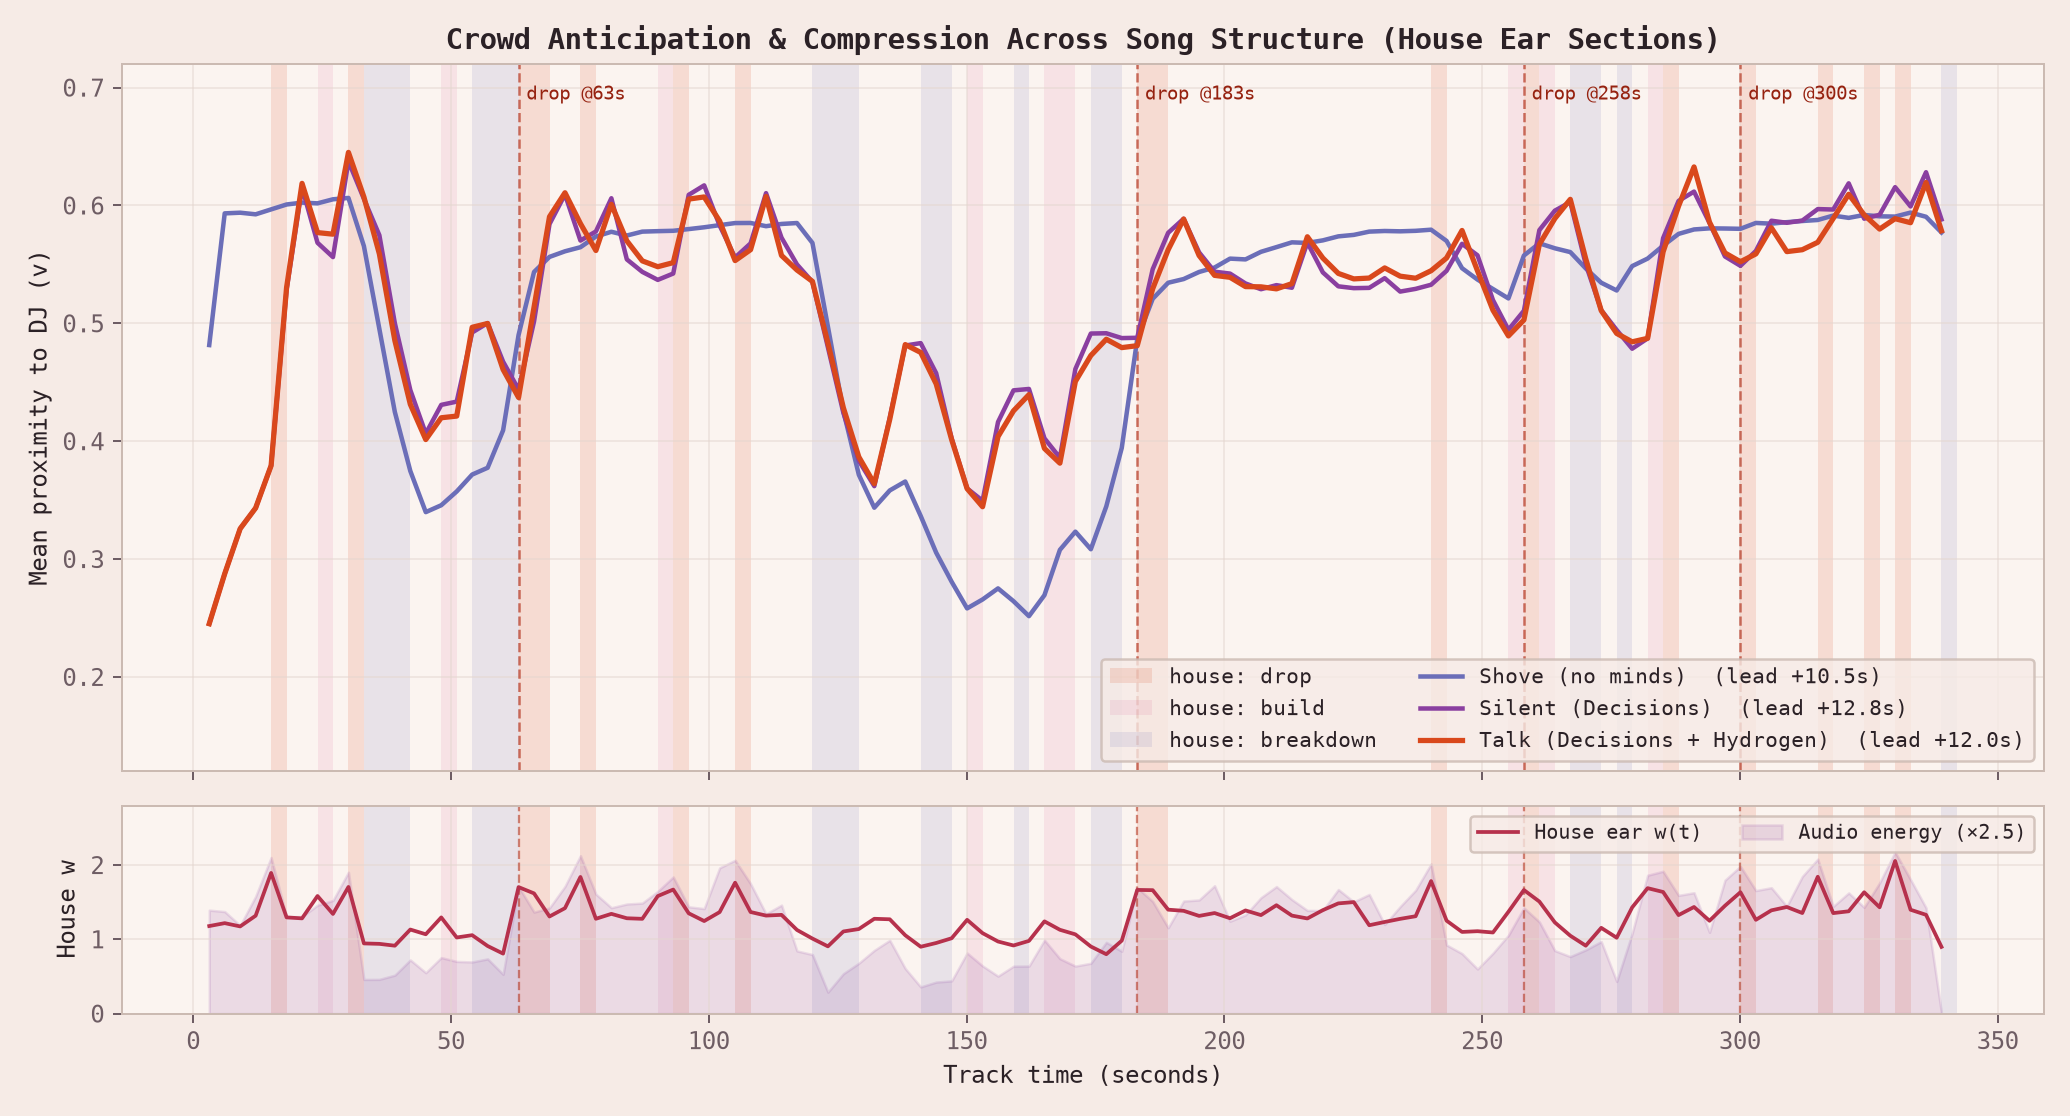 Crowd Anticipation & Compression Across Song Structure (House Ear Sections)
Mean proximity to DJ (v)
0.7
0.6
0.5
0.4
0.3
0.2
drop @63s
drop @183s
drop @258s
drop @300s
house: drop
house: build
house: breakdown
Shove (no minds)  (lead +10.5s)
Silent (Decisions)  (lead +12.8s)
Talk (Decisions + Hydrogen)  (lead +12.0s)
House w
2
1
0
House ear w(t)
Audio energy (×2.5)
0
50
100
150
200
250
300
350
Track time (seconds)